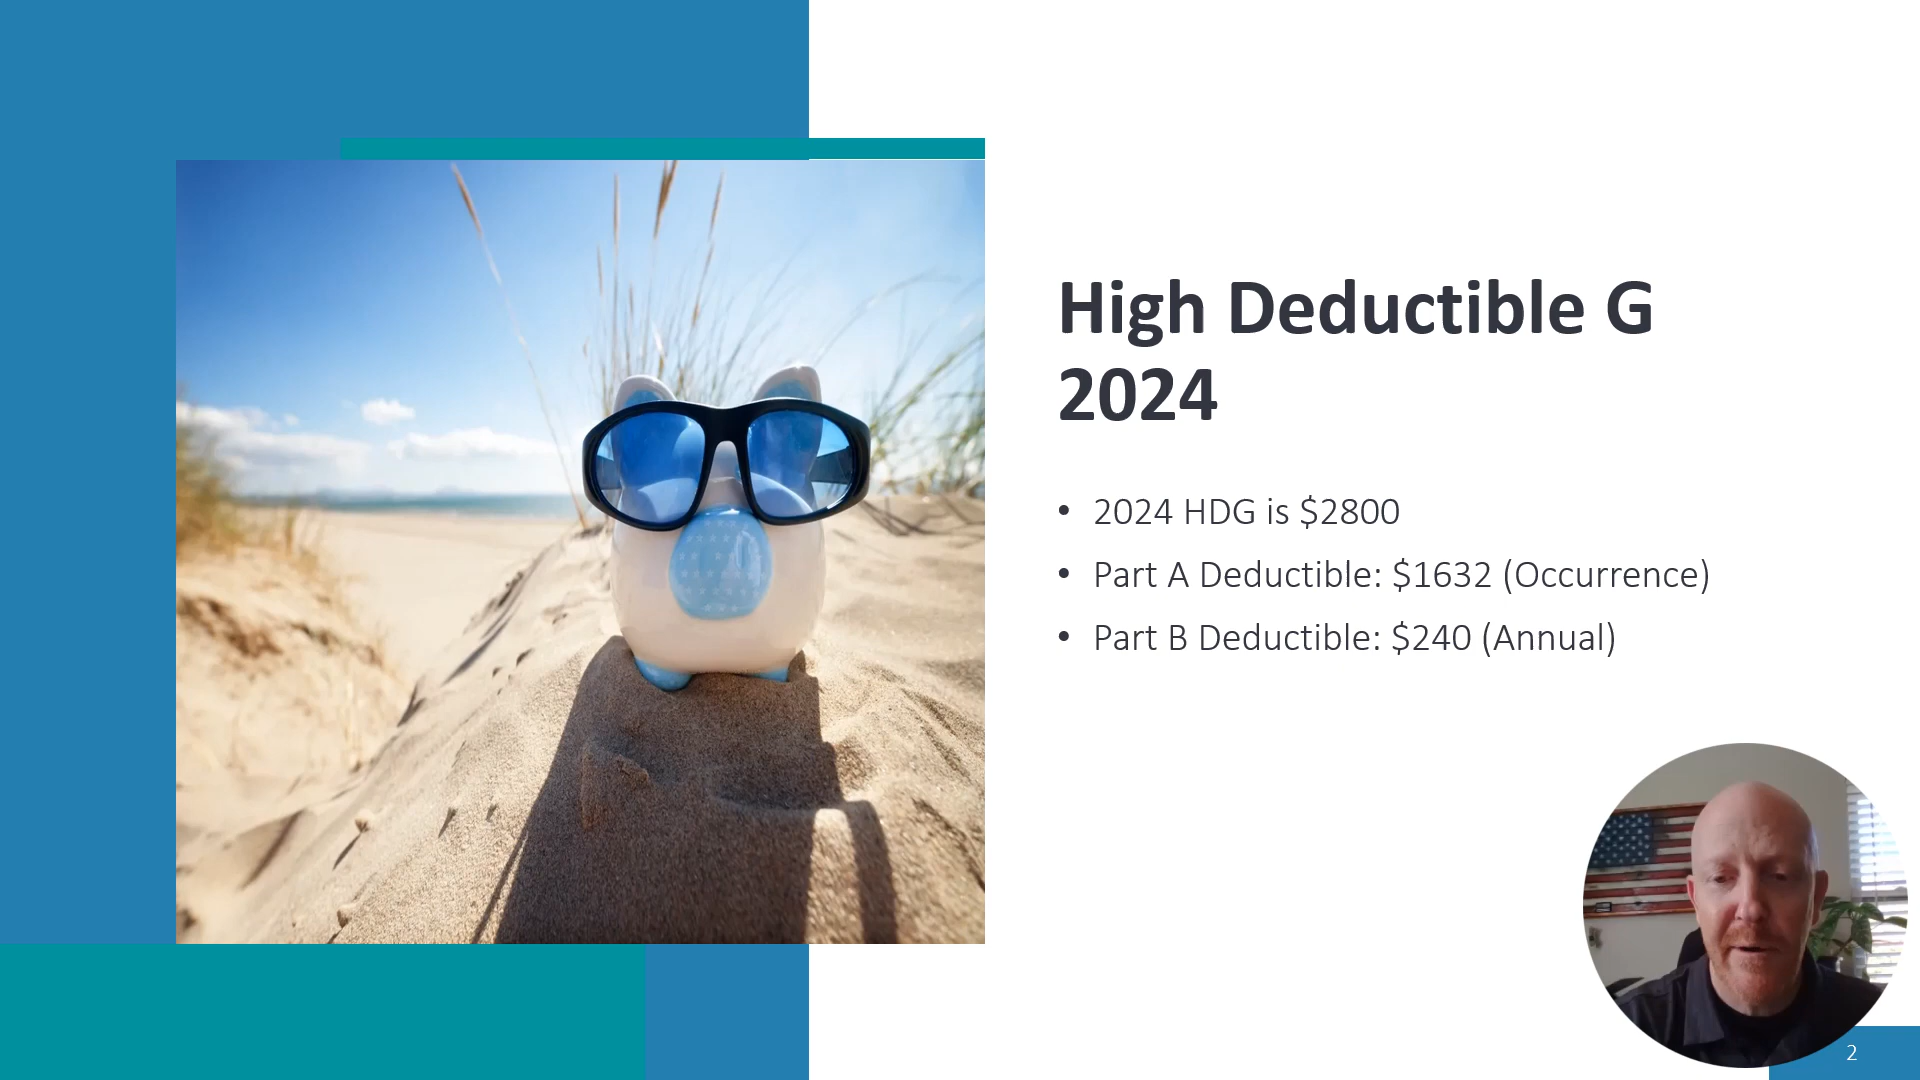 High Deductible G
2024
• 2024 HDG is $2800
• Part A Deductible: $1632 (Occurrence)
• Part B Deductible: $240 (Annual)
2